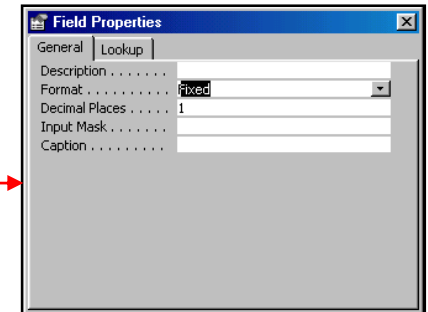 Field Properties
General Lookup
Description . . . . . . .
Format . . . . . . . . . . Fixed
Decimal Places . . . . . 1
Input Mask . . . . . . .
Caption . . . . . . . . .